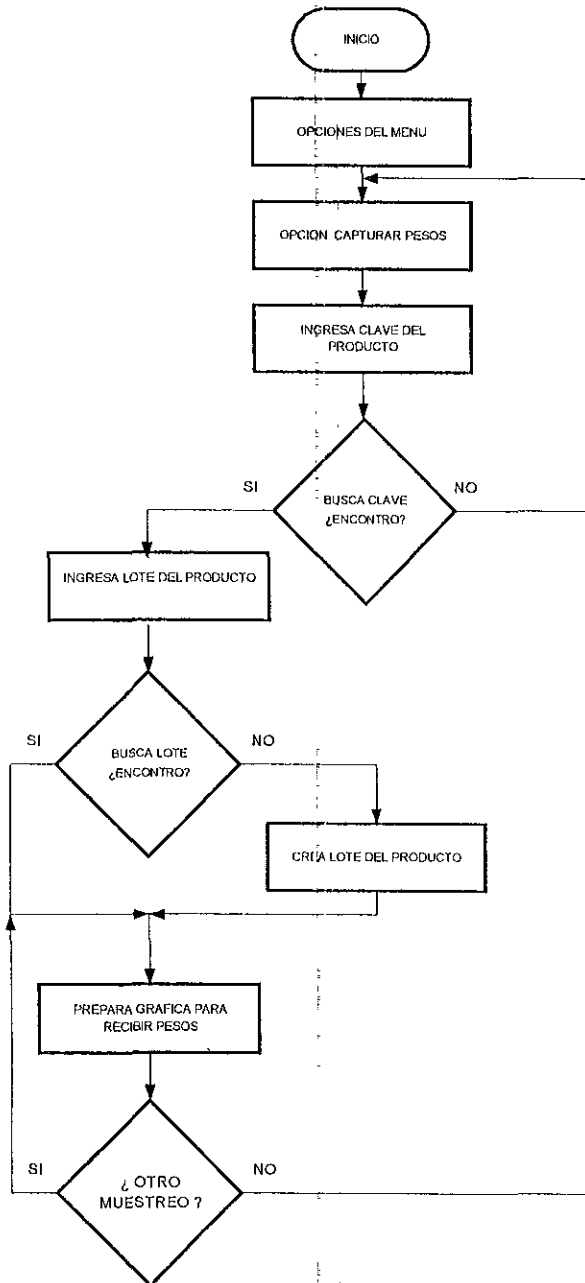 INICIO
OPCIONES DEL MENU
OPCION CAPTURAR PESOS
INGRESA CLAVE DEL
PRODUCTO
SI
NO
BUSCA CLAVE
¿ENCONTRO?
INGRESA LOTE DEL PRODUCTO
SI
NO
BUSCA LOTE
¿ENCONTRO?
CREA LOTE DEL PRODUCTO
PREPARA GRAFICA PARA
RECIBIR PESOS
SI
NO
¿ OTRO
MUESTREO ?